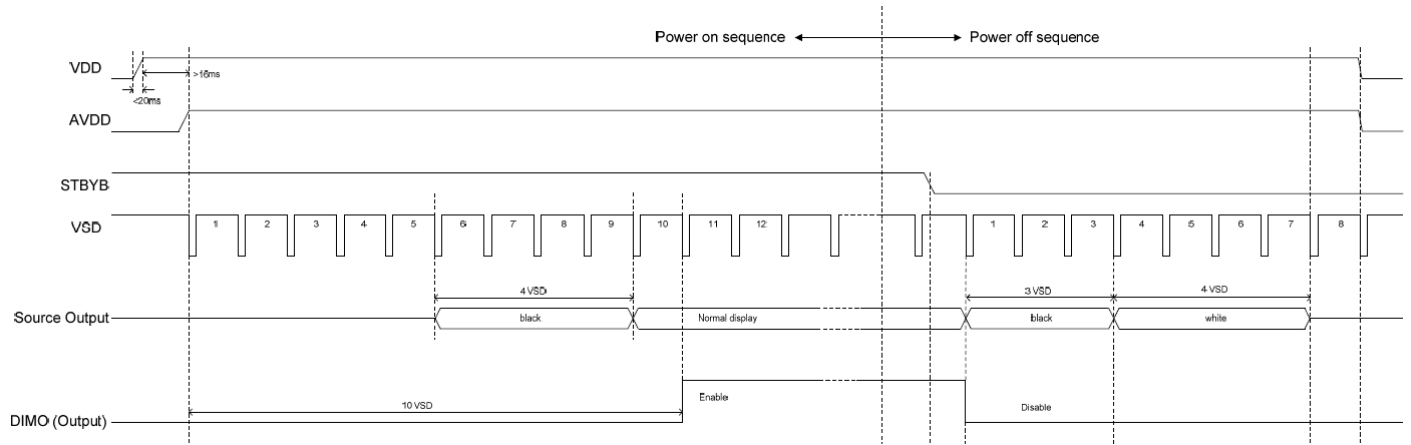 Power on sequence
Power off sequence
VDD
>16ms
<20ms
AVDD
STBYB
VSD
1 2 3 4 5 6 7 8 9 10 11 12 1 2 3 4 5 6 7 8
4 VSD 3 VSD 4 VSD
Source Output
black Normal display black white
Enable
10 VSD Disable
DIMO (Output)